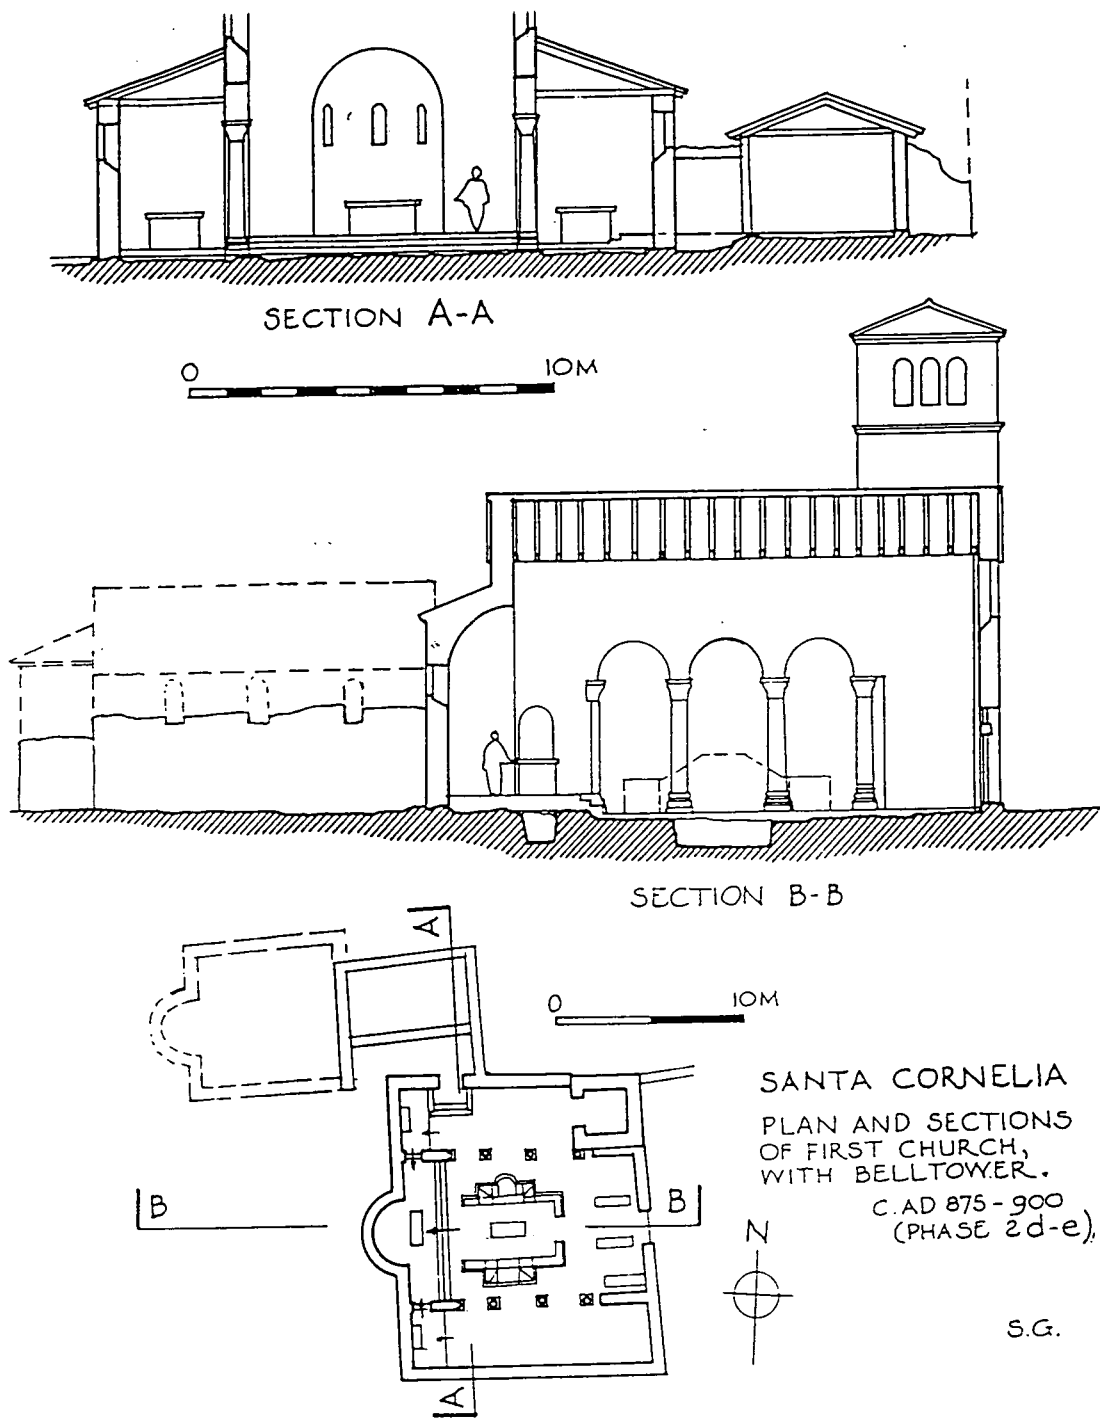 SECTION A-A
0 10M
SECTION B-B
A
0 10M
SANTA CORNELIA
PLAN AND SECTIONS
OF FIRST CHURCH,
WITH BELLTOWER.
B B
C. AD 875-900
(PHASE 2d-e),
N
S.G.
A